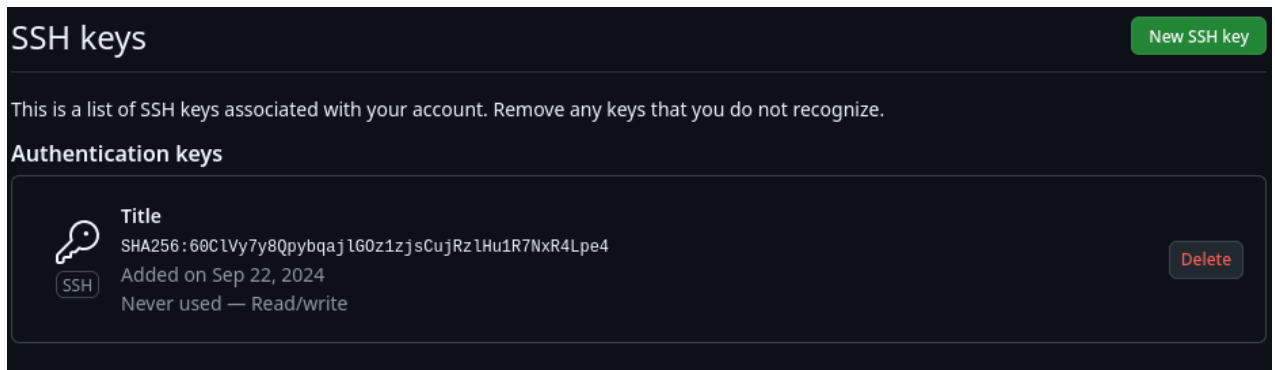 SSH keys
New SSH key
This is a list of SSH keys associated with your account. Remove any keys that you do not recognize.
Authentication keys
Title
SHA256:60ClVy7y8QpybqajlGOz1zjsCujRzlHu1R7NxR4Lpe4
SSH
Added on Sep 22, 2024
Never used — Read/write
Delete